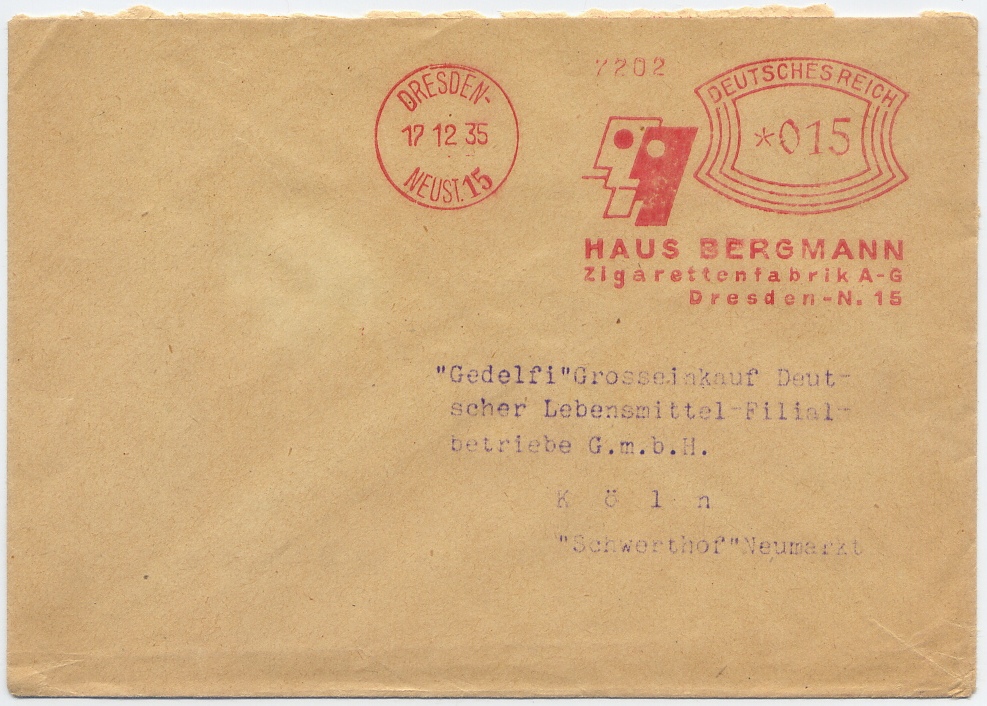 7202
DEUTSCHES REICH
*015
DRESDEN-
17 12 35
NEUST. 15
HAUS BERGMANN
Zigarettenfabrik A-G
Dresden-N. 15
"Gedelfi"Grosseinkauf Deut-
scher Lebensmittel-Filial-
betriebe G.m.b.H.
K ö l n
"Schwerthof"Neumarkt